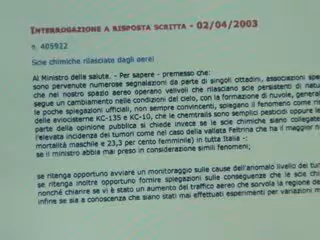 INTERROGAZIONE A RISPOSTA SCRITTA - 02/04/2003
n. 405922
Scie chimiche rilasciate dagli aerei
Al Ministro della salute. - Per sapere - premesso che:
sono pervenute numerose segnalazioni da parte di singoli cittadini, associazioni spe
che nel nostro spazio aereo operano velivoli che rilasciano scie persistenti di natu
segue un cambiamento nelle condizioni del cielo, con la formazione di nuvole, general
le poche spiegazioni ufficiali, non sempre convincenti, spiegano il fenomeno come ri
delle aviocisterne KC-135 e KC-10, che le chemtrails sono semplici pesticidi oppure le
parte della opinione pubblica si chiede invece se le scie chimiche siano collegate
l'elevata incidenza dei tumori come nel caso della vallata Feltrina che ha il maggior n
mortalità maschile e 23,3 per cento femminile) in tutta Italia -:
se il ministro abbia mai preso in considerazione simili fenomeni;
se ritenga opportuno avviare un monitoraggio sulle cause dell'anomalo livello dei tum
se ritenga inoltre opportuno fornire spiegazioni sulle conseguenze che le scie chim
nonché chiarire se vi è stato un aumento del traffico aereo che sorvola la regione de
infine se sia a conoscenza che siano stati mai effettuati esperimenti per variazioni m